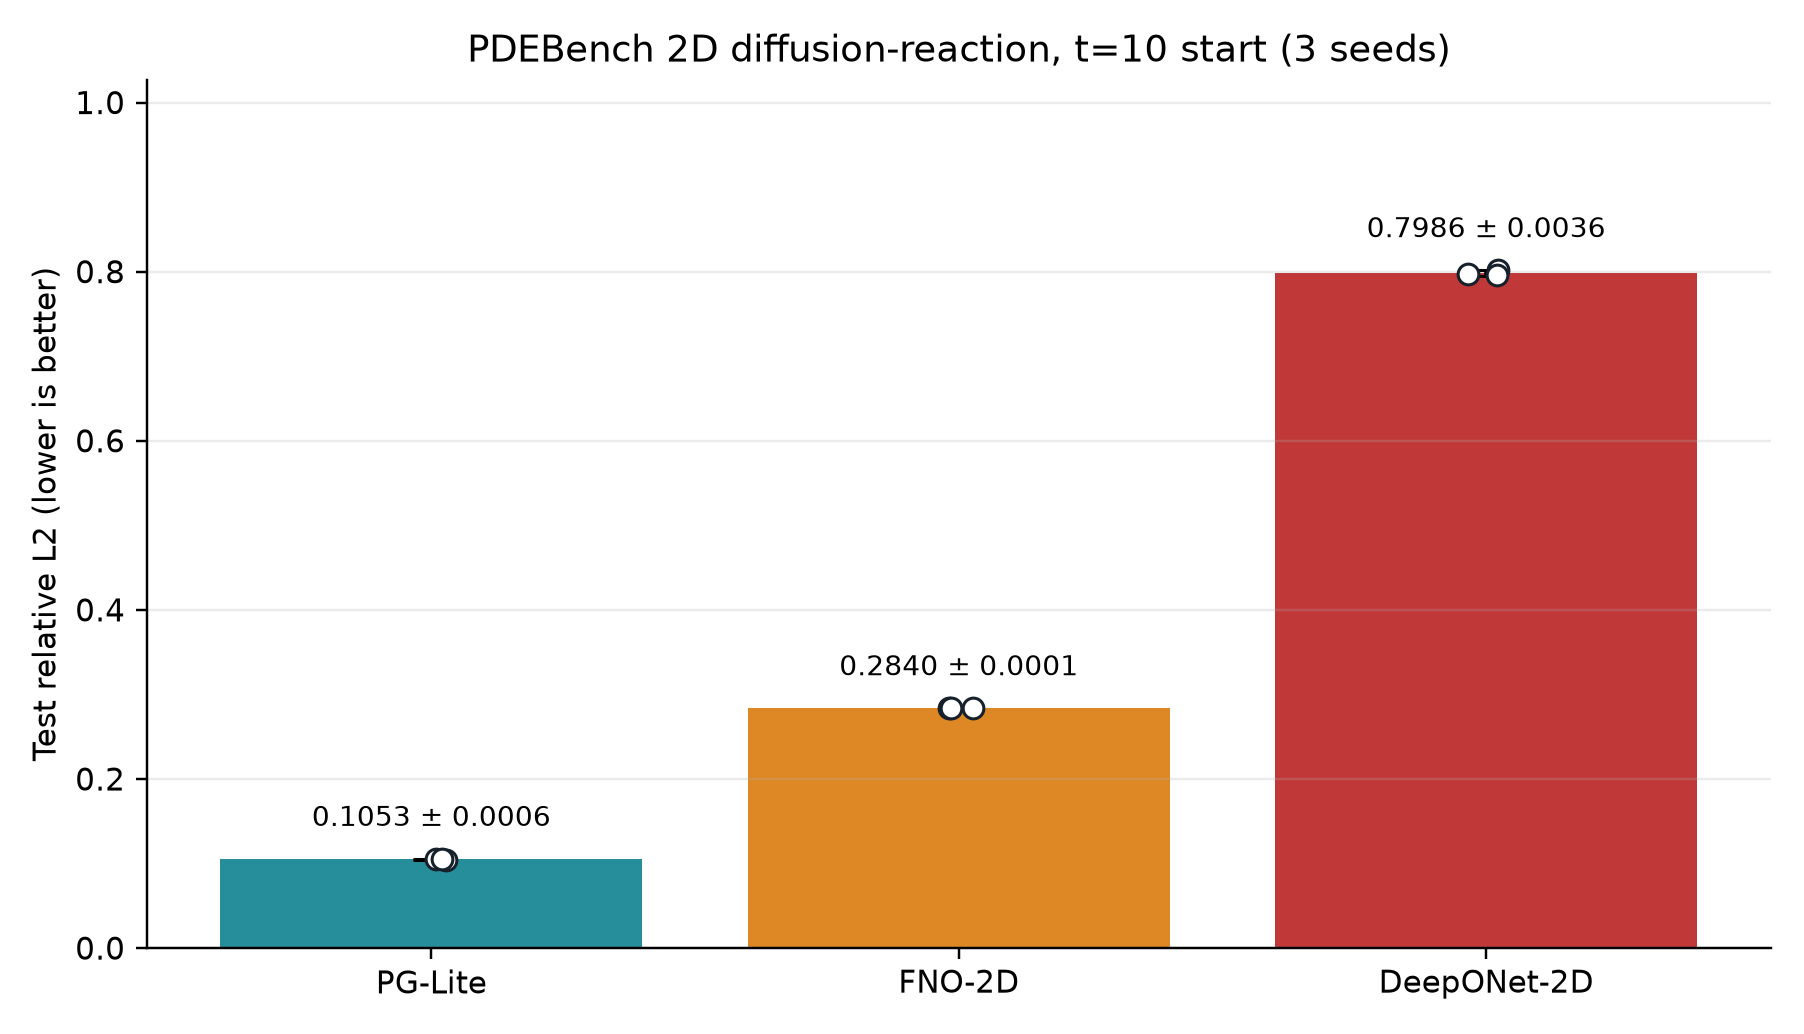 PDEBench 2D diffusion-reaction, t=10 start (3 seeds)
Test relative L2 (lower is better)
1.0
0.8
0.6
0.4
0.2
0.0
0.1053 ± 0.0006
0.2840 ± 0.0001
0.7986 ± 0.0036
PG-Lite
FNO-2D
DeepONet-2D